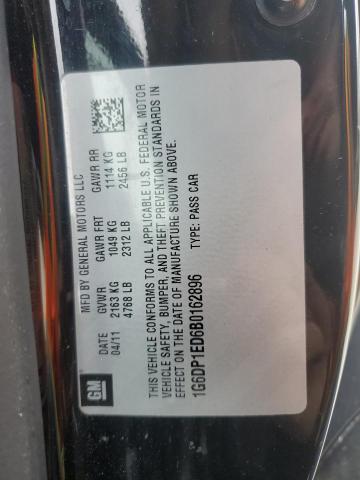 GM
MFD BY GENERAL MOTORS LLC
DATE GVWR GAWR FRT GAWR RR
04/11 2163 KG 1049 KG 1114 KG
4768 LB 2312 LB 2456 LB
THIS VEHICLE CONFORMS TO ALL APPLICABLE U.S. FEDERAL MOTOR
VEHICLE SAFETY, BUMPER, AND THEFT PREVENTION STANDARDS IN
EFFECT ON THE DATE OF MANUFACTURE SHOWN ABOVE.
1G6DP1ED6B0162896 TYPE: PASS CAR